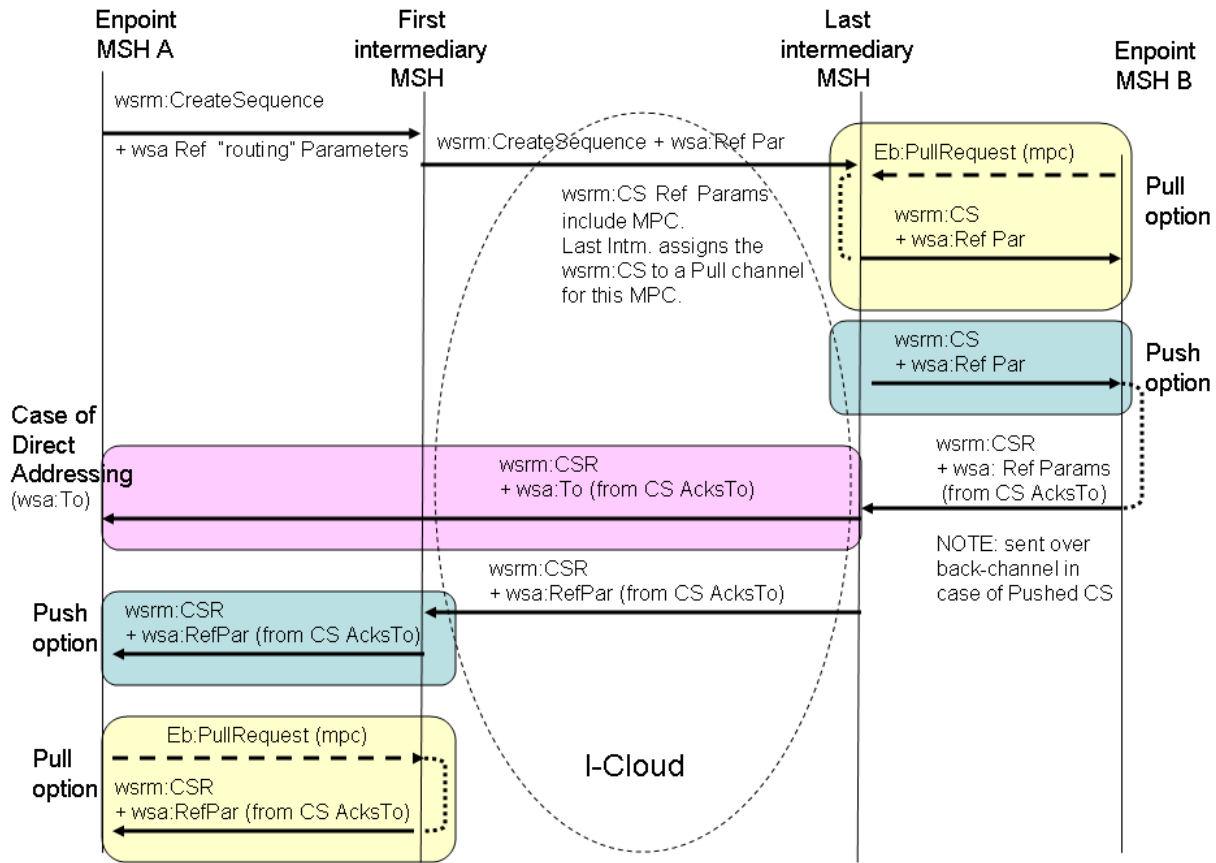 Enpoint
MSH A
First
intermediary
MSH
Last
intermediary
MSH
Enpoint
MSH B
wsrm:CreateSequence
+ wsa Ref "routing" Parameters
wsrm:CreateSequence + wsa:Ref Par
Eb:PullRequest (mpc)
wsrm:CS
+ wsa:Ref Par
Pull
option
wsrm:CS Ref Params
include MPC.
Last Intm. assigns the
wsrm:CS to a Pull channel
for this MPC.
wsrm:CS
+ wsa:Ref Par
Push
option
Case of
Direct
Addressing
(wsa:To)
wsrm:CSR
+ wsa:To (from CS AcksTo)
wsrm:CSR
+ wsa: Ref Params
(from CS AcksTo)
NOTE: sent over
back-channel in
case of Pushed CS
wsrm:CSR
+ wsa:RefPar (from CS AcksTo)
Push
option
wsrm:CSR
+ wsa:RefPar (from CS AcksTo)
Pull
option
Eb:PullRequest (mpc)
wsrm:CSR
+ wsa:RefPar (from CS AcksTo)
I-Cloud